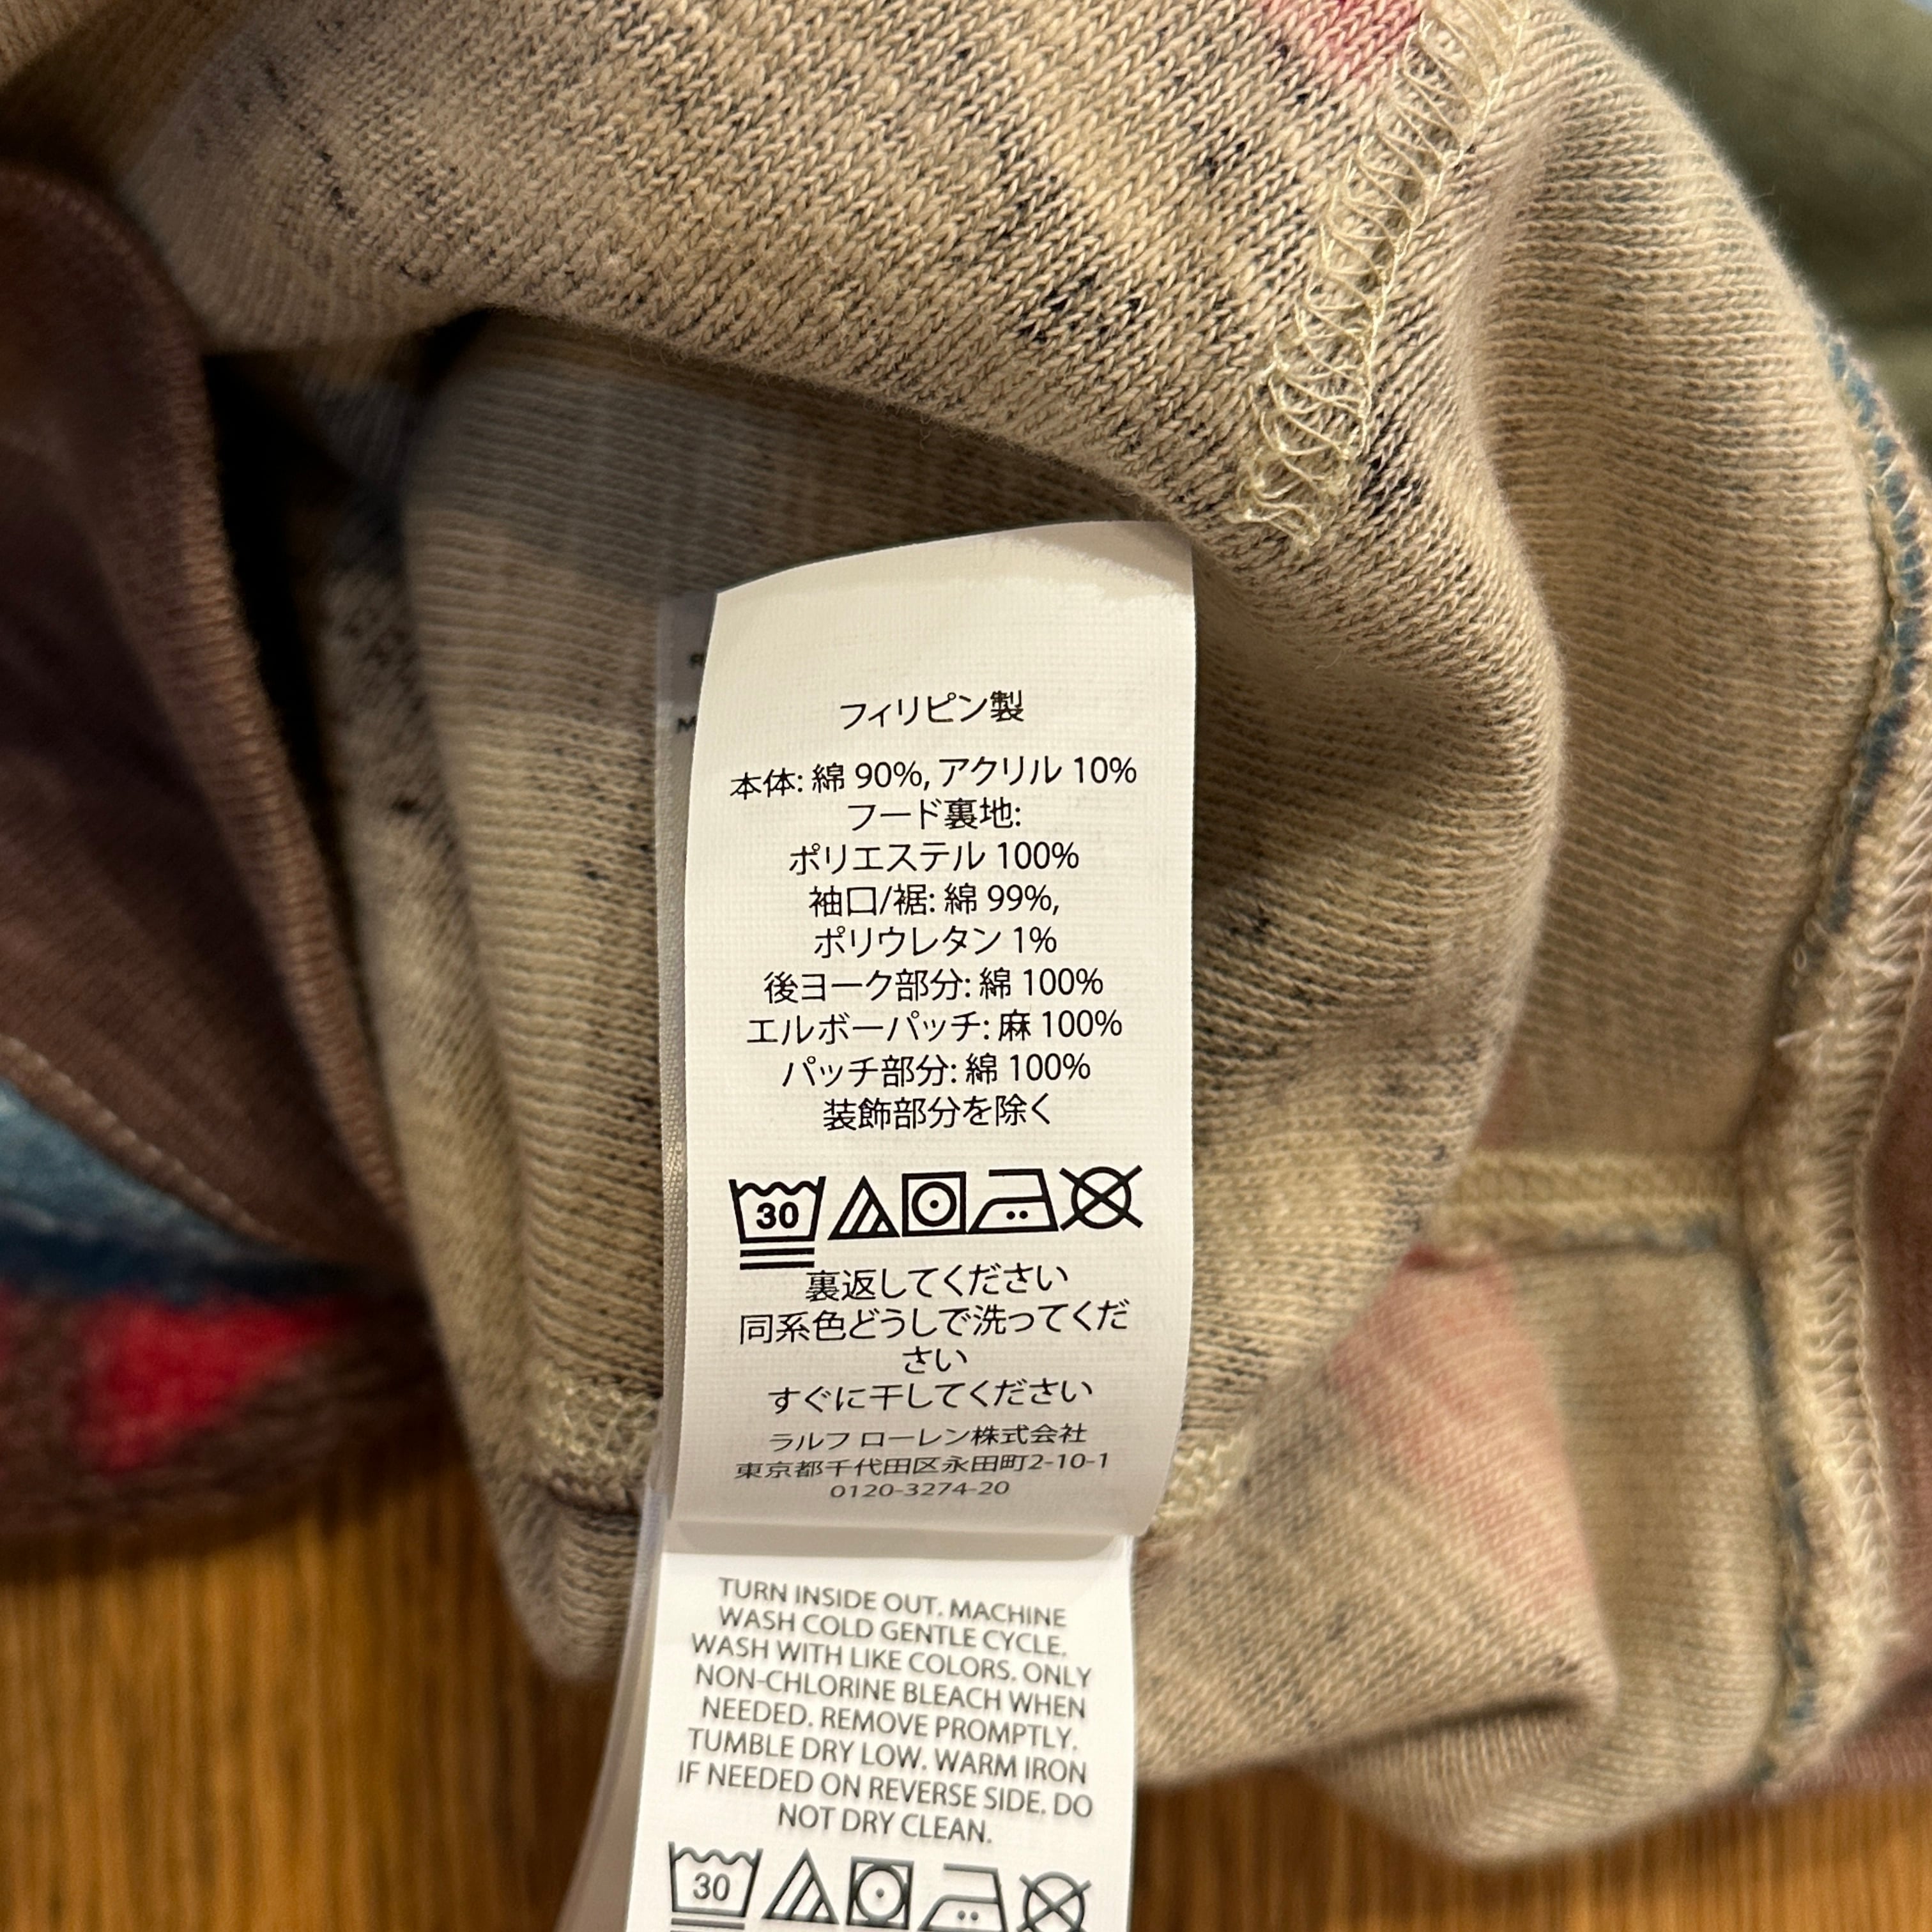 フィリピン製
本体: 綿 90%, アクリル 10%
フード裏地:
ポリエステル 100%
袖口/裾: 綿 99%,
ポリウレタン 1%
後ヨーク部分: 綿 100%
エルボーパッチ: 麻 100%
パッチ部分: 綿 100%
装飾部分を除く
30
裏返してください
同系色どうしで洗ってくだ
さい
すぐに干してください
ラルフ ローレン株式会社
東京都千代田区永田町2-10-1
0120-3274-20
TURN INSIDE OUT. MACHINE
WASH COLD GENTLE CYCLE.
WASH WITH LIKE COLORS. ONLY
NON-CHLORINE BLEACH WHEN
NEEDED. REMOVE PROMPTLY.
TUMBLE DRY LOW. WARM IRON
IF NEEDED ON REVERSE SIDE. DO
NOT DRY CLEAN.
30